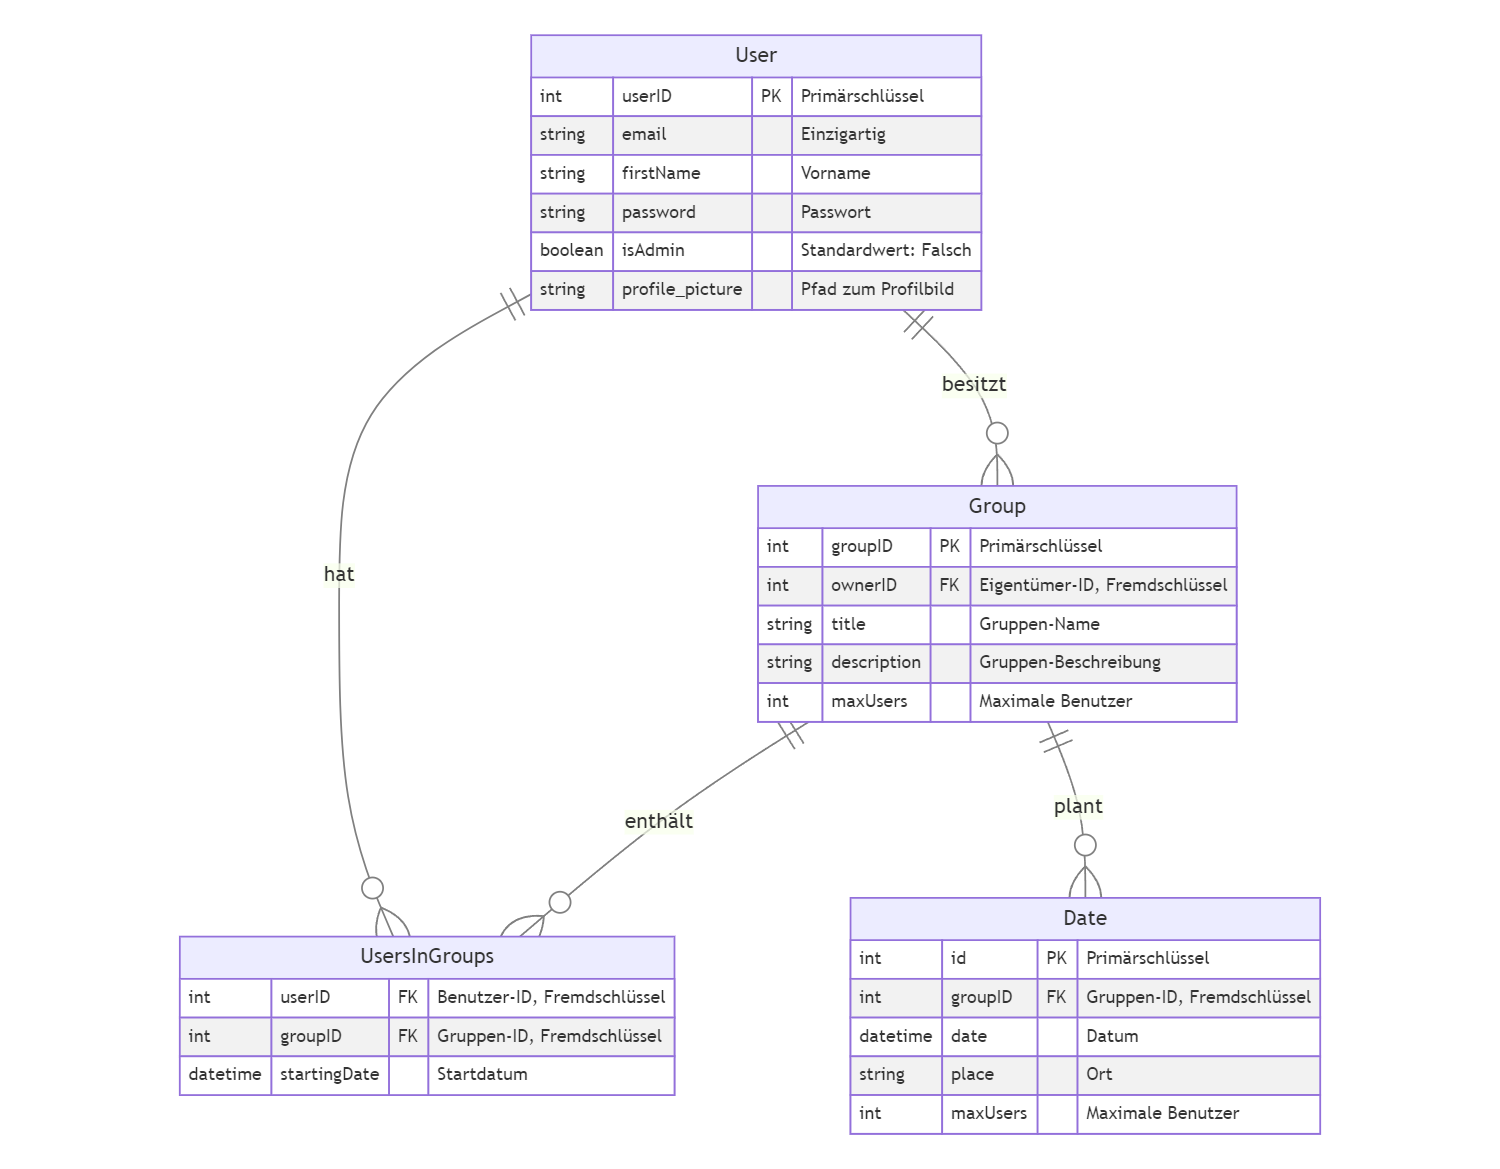 User
int userID PK Primärschlüssel
string email Einzigartig
string firstName Vorname
string password Passwort
boolean isAdmin Standardwert: Falsch
string profile_picture Pfad zum Profilbild
besitzt
Group
int groupID PK Primärschlüssel
int ownerID FK Eigentümer-ID, Fremdschlüssel
string title Gruppen-Name
string description Gruppen-Beschreibung
int maxUsers Maximale Benutzer
hat
enthält
plant
UsersInGroups
int userID FK Benutzer-ID, Fremdschlüssel
int groupID FK Gruppen-ID, Fremdschlüssel
datetime startingDate Startdatum
Date
int id PK Primärschlüssel
int groupID FK Gruppen-ID, Fremdschlüssel
datetime date Datum
string place Ort
int maxUsers Maximale Benutzer